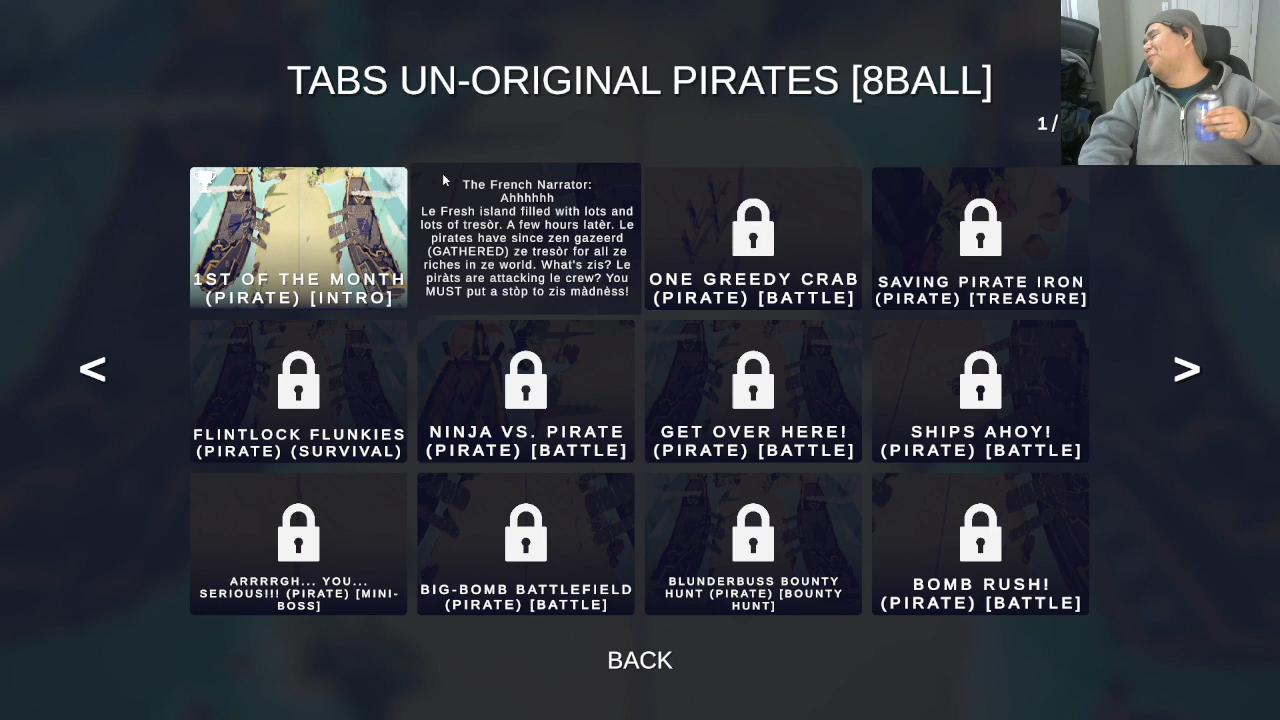 TABS UN-ORIGINAL PIRATES [8BALL]
1/
1ST OF THE MONTH
(PIRATE) [INTRO]
The French Narrator:
Ahhhhhh
Le Fresh island filled with lots and
lots of tresòr. A few hours latèr. Le
pirates have since zen gazeerd
(GATHERED) ze tresòr for all ze
riches in ze world. What's zis? Le
piràts are attacking le crew? You
MUST put a stòp to zis màdnèss!
ONE GREEDY CRAB
(PIRATE) [BATTLE]
SAVING PIRATE IRON
(PIRATE) [TREASURE]
<
FLINTLOCK FLUNKIES
(PIRATE) (SURVIVAL)
NINJA VS. PIRATE
(PIRATE) [BATTLE]
GET OVER HERE!
(PIRATE) [BATTLE]
SHIPS AHOY!
(PIRATE) [BATTLE]
>
ARRRRGH... YOU...
SERIOUS!!! (PIRATE) [MINI-
BOSS]
BIG-BOMB BATTLEFIELD
(PIRATE) [BATTLE]
BLUNDERBUSS BOUNTY
HUNT (PIRATE) [BOUNTY
HUNT]
BOMB RUSH!
(PIRATE) [BATTLE]
BACK